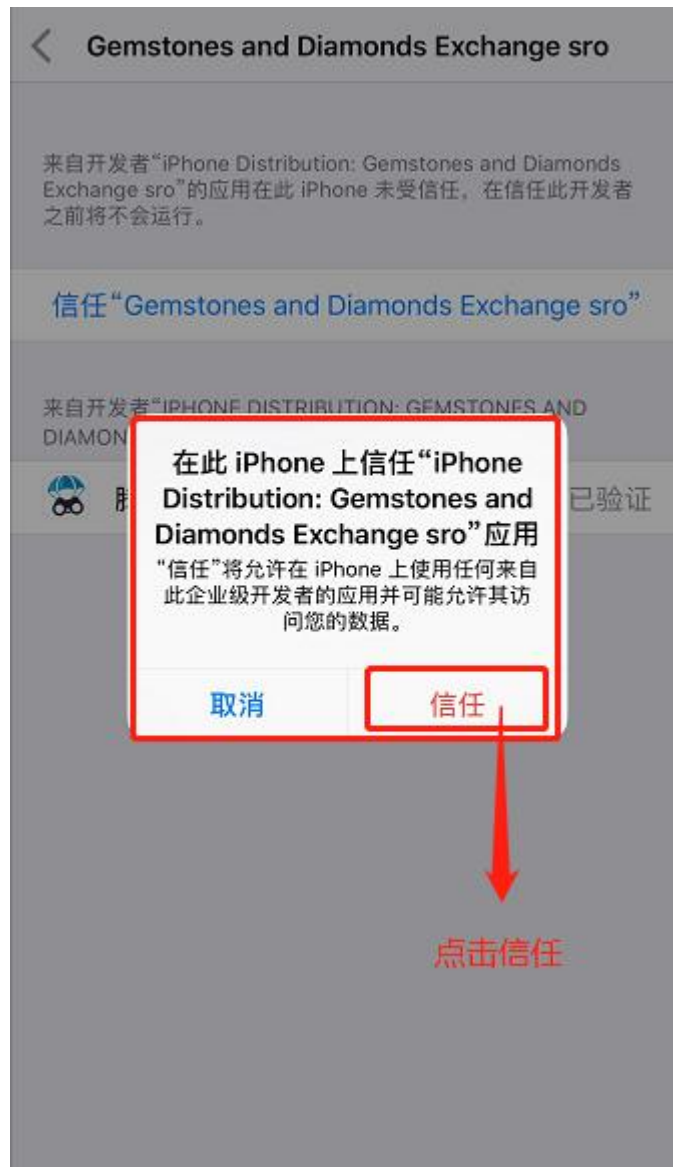 Gemstones and Diamonds Exchange sro
来自开发者“iPhone Distribution: Gemstones and Diamonds
Exchange sro”的应用在此 iPhone 未受信任，在信任此开发者
之前将不会运行。
信任“Gemstones and Diamonds Exchange sro”
来自开发者“IPHONE DISTRIBUTION: GEMSTONES AND
DIAMON
在此 iPhone 上信任“iPhone
Distribution: Gemstones and
Diamonds Exchange sro”应用
“信任”将允许在 iPhone 上使用任何来自
此企业级开发者的应用并可能允许其访
问您的数据。
已验证
取消
信任
点击信任